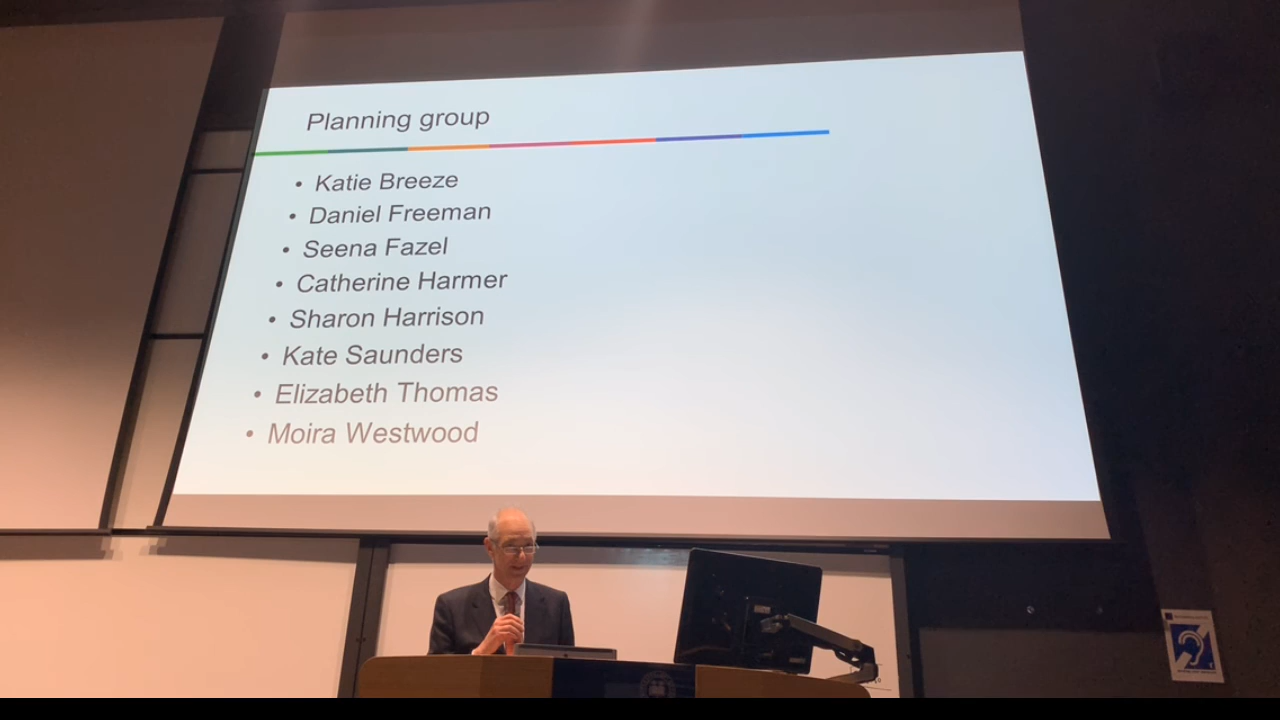 Planning group
• Katie Breeze
• Daniel Freeman
• Seena Fazel
• Catherine Harmer
• Sharon Harrison
• Kate Saunders
• Elizabeth Thomas
• Moira Westwood